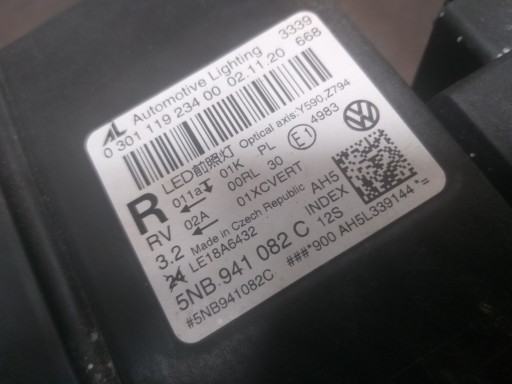 AL Automotive Lighting 3339
0 301 119 234 00 02.11.20 668
LED前照灯 Optical axis:Y590,Z794
R 011a 01K PL E1 4983
RV 02A 00RL 30
3.2 01XCVERT
Made in Czech Republic AH5
LE18A6432 INDEX
5NB 941 082 C 12S
#5NB941082C ###*900 AH5L339144*=